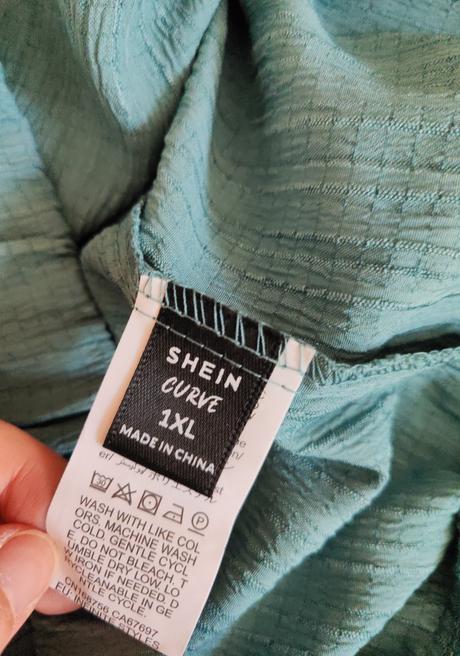 SHEIN
CURVE
1XL
MADE IN CHINA
WASH WITH LIKE COL
ORS, MACHINE WASH
COLD. GENTLE CYCL
E. DO NOT BLEACH, T
UMBLE DRY, LOW LO
W IRON IF NEEDED. D
CLEANABLE IN GE
NTLE CYCLE.
CA67697
STYLES